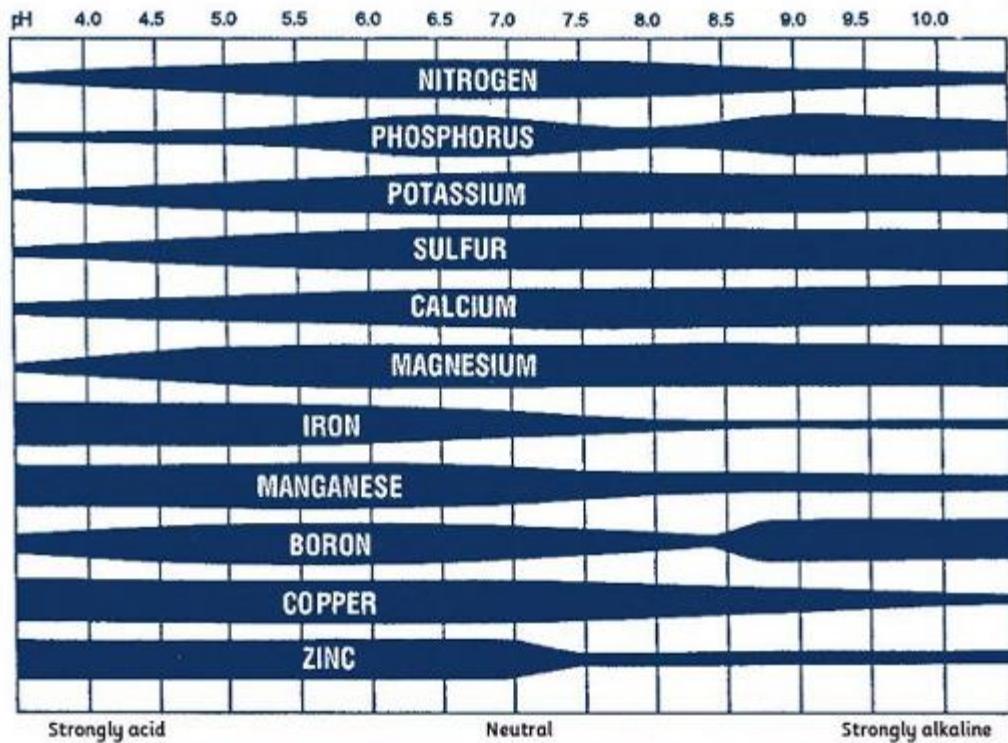 pH 4.0 4.5 5.0 5.5 6.0 6.5 7.0 7.5 8.0 8.5 9.0 9.5 10.0
NITROGEN
PHOSPHORUS
POTASSIUM
SULFUR
CALCIUM
MAGNESIUM
IRON
MANGANESE
BORON
COPPER
ZINC
Strongly acid Neutral Strongly alkaline